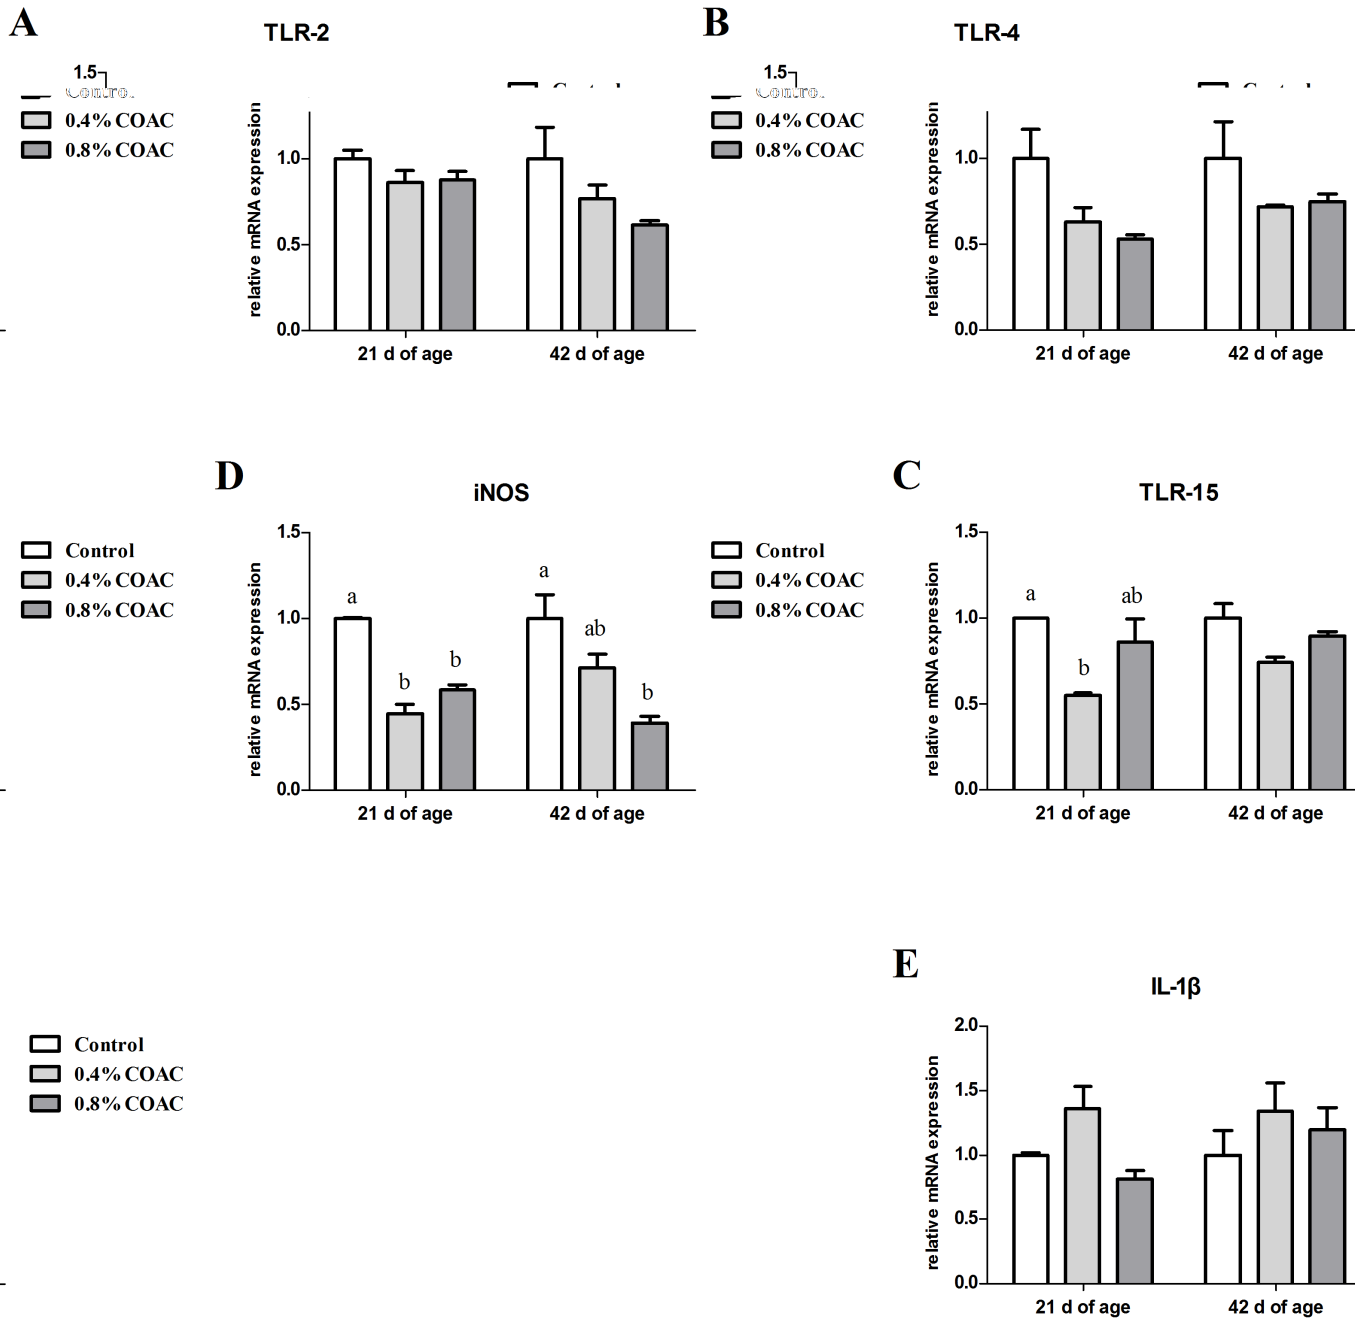 A
TLR-2
B
TLR-4
1.5
1.5
Control
Control
0.4% COAC
0.8% COAC
relative mRNA expression
1.0
0.5
0.0
21 d of age
42 d of age
0.4% COAC
0.8% COAC
relative mRNA expression
1.0
0.5
0.0
21 d of age
42 d of age
D
iNOS
C
TLR-15
Control
0.4% COAC
0.8% COAC
relative mRNA expression
1.5
1.0
0.5
0.0
a
b
b
a
ab
b
21 d of age
42 d of age
Control
0.4% COAC
0.8% COAC
relative mRNA expression
1.5
1.0
0.5
0.0
a
b
ab
21 d of age
42 d of age
E
IL-1β
Control
0.4% COAC
0.8% COAC
relative mRNA expression
2.0
1.5
1.0
0.5
0.0
21 d of age
42 d of age